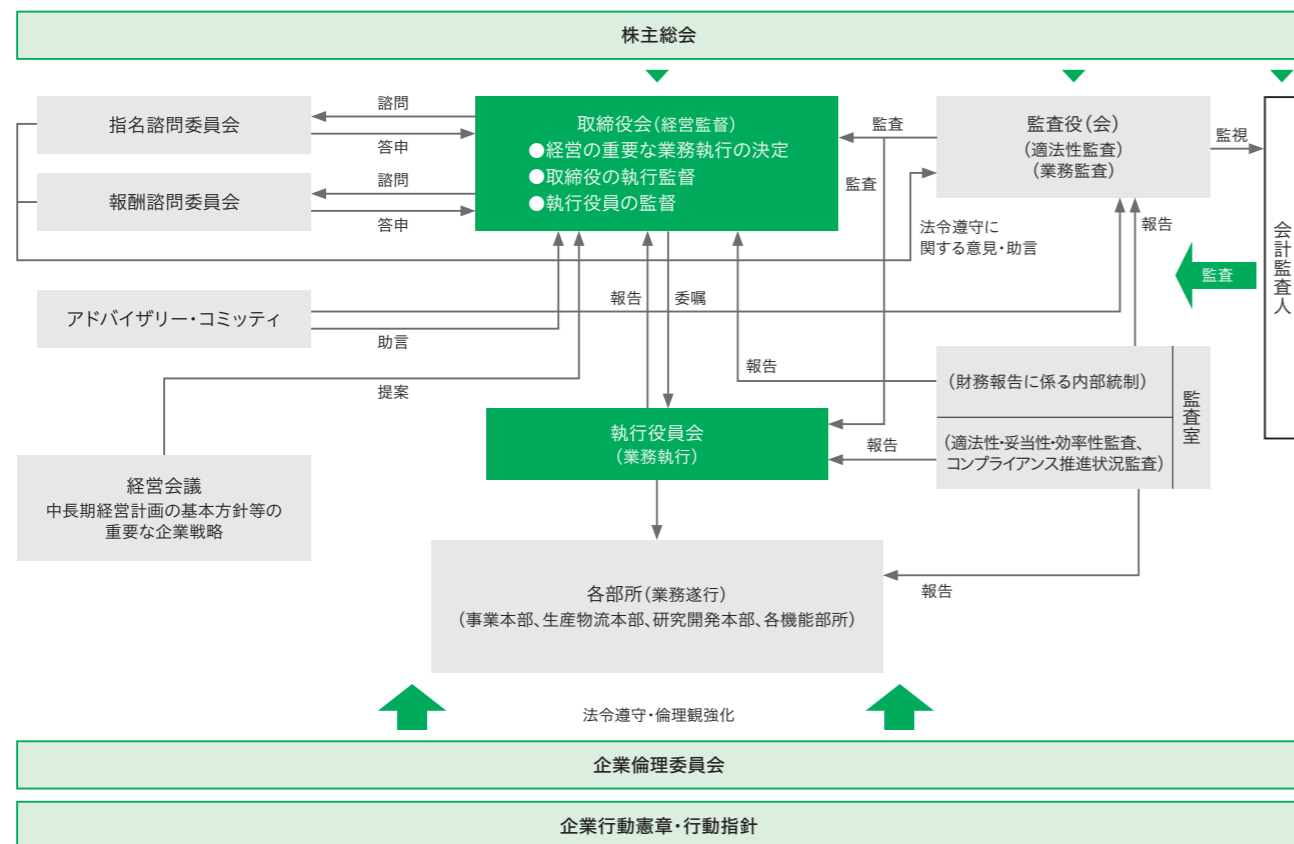 株主総会
指名諮問委員会
諮問
答申
報酬諮問委員会
諮問
答申
取締役会（経営監督）
●経営の重要な業務執行の決定
●取締役の執行監督
●執行役員の監督
監査
監査
監査役（会）
（適法性監査）
（業務監査）
監視
会計監査人
法令遵守に
関する意見・助言
報告
監査
アドバイザリー・コミッティ
助言
報告
委嘱
提案
報告
（財務報告に係る内部統制）
（適法性・妥当性・効率性監査、
コンプライアンス推進状況監査）
監査室
執行役員会
（業務執行）
報告
経営会議
中長期経営計画の基本方針等の
重要な企業戦略
各部所（業務遂行）
（事業本部、生産物流本部、研究開発本部、各機能部所）
報告
法令遵守・倫理観強化
企業倫理委員会
企業行動憲章・行動指針